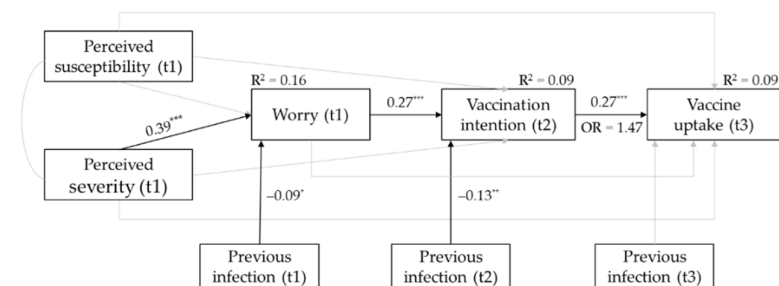 Perceived
susceptibility (t1)
R² = 0.16
R² = 0.09
R² = 0.09
0.39***
Worry (t1)
0.27***
Vaccination
intention (t2)
0.27***
OR = 1.47
Vaccine
uptake (t3)
Perceived
severity (t1)
−0.09*
−0.13**
Previous
infection (t1)
Previous
infection (t2)
Previous
infection (t3)